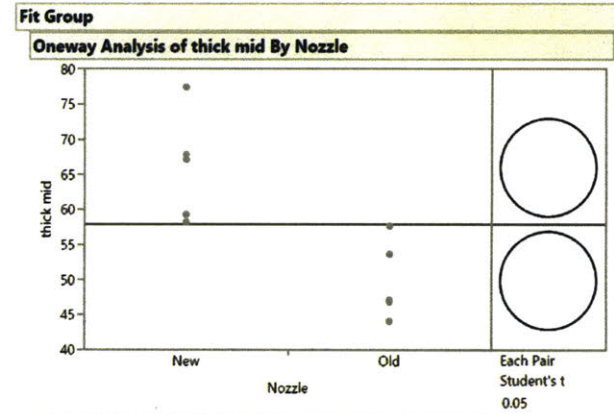 Fit Group
Oneway Analysis of thick mid By Nozzle
80
75
70
65
60
55
50
45
40
thick mid
New
Old
Nozzle
Each Pair
Student's t
0.05